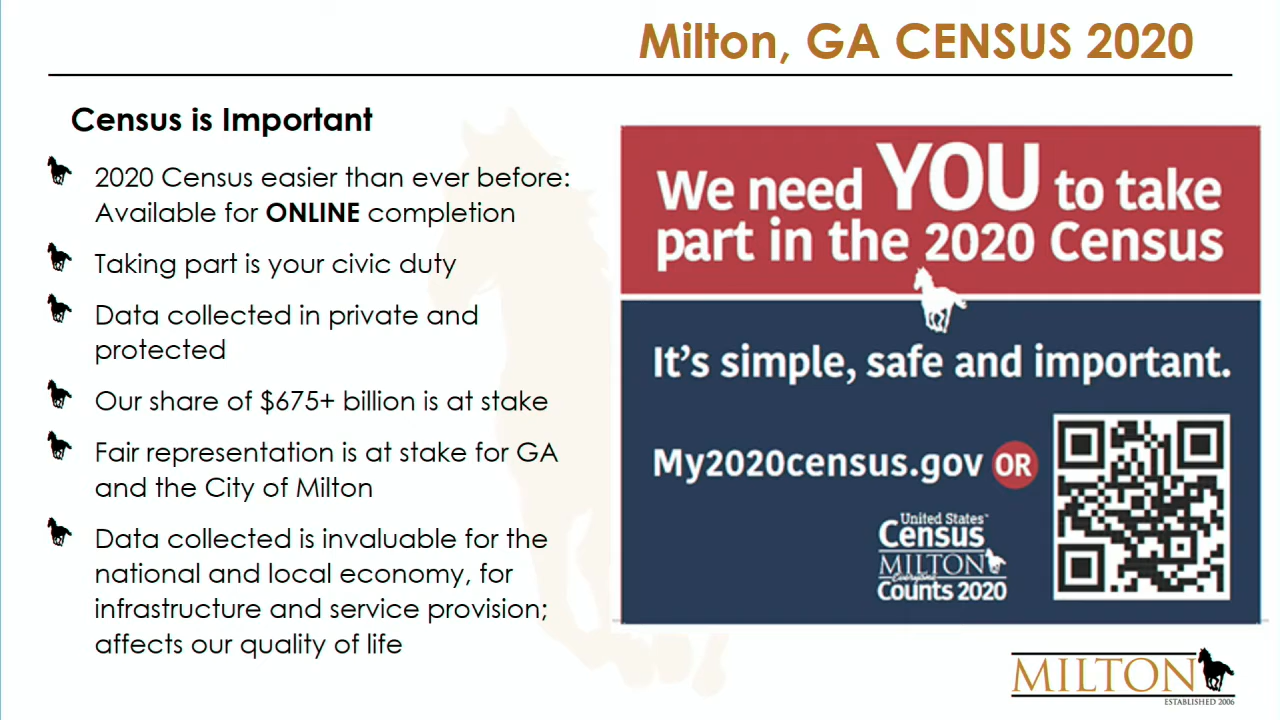 Milton, GA CENSUS 2020
Census is Important
2020 Census easier than ever before:
Available for ONLINE completion
Taking part is your civic duty
Data collected in private and
protected
Our share of $675+ billion is at stake
Fair representation is at stake for GA
and the City of Milton
Data collected is invaluable for the
national and local economy, for
infrastructure and service provision;
affects our quality of life
We need YOU to take
part in the 2020 Census
It's simple, safe and important.
My2020census.gov OR
United States™
Census
MILTON
Everyone
Counts 2020
MILTON
ESTABLISHED 2006